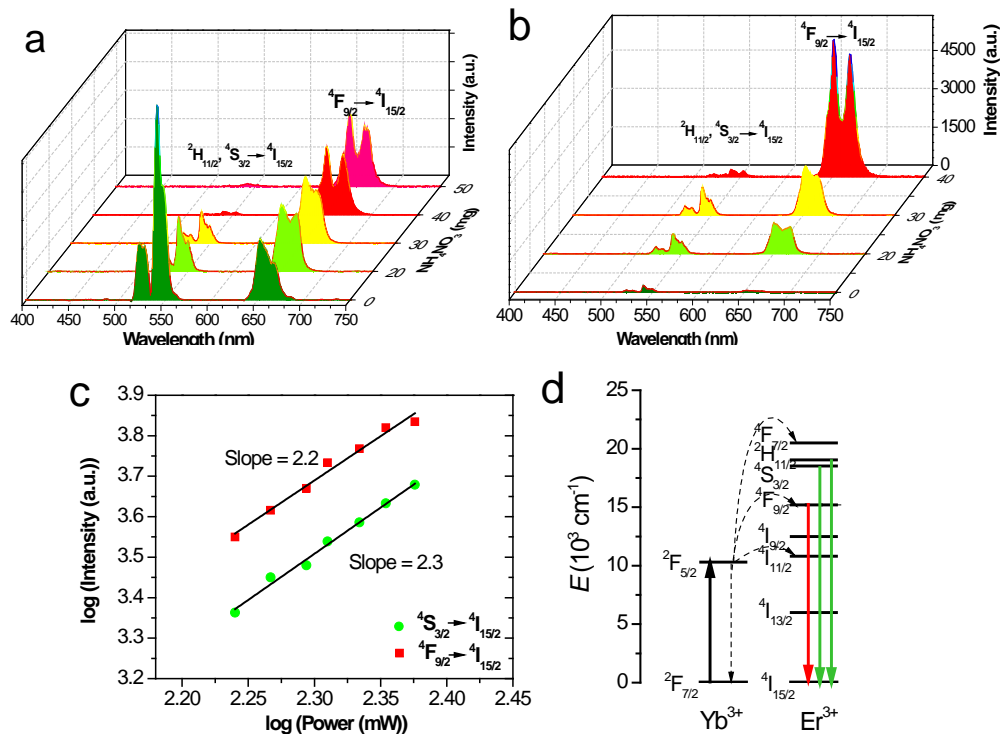 a
⁴F₉/₂ → ⁴I₁₅/₂
²H₁₁/₂, ⁴S₃/₂ → ⁴I₁₅/₂
Intensity (a.u.)
50
40
30
20
0
NH₄NO₃ (mg)
400 450 500 550 600 650 700 750
Wavelength (nm)
b
⁴F₉/₂ → ⁴I₁₅/₂
²H₁₁/₂, ⁴S₃/₂ → ⁴I₁₅/₂
4500
3000
1500
0
Intensity (a.u.)
40
30
20
0
NH₄NO₃ (mg)
400 450 500 550 600 650 700 750
Wavelength (nm)
c
3.9
3.8
3.7
3.6
3.5
3.4
3.3
3.2
log (Intensity (a.u.))
Slope = 2.2
Slope = 2.3
⁴S₃/₂ → ⁴I₁₅/₂
⁴F₉/₂ → ⁴I₁₅/₂
2.20 2.25 2.30 2.35 2.40 2.45
log (Power (mW))
d
25
20
15
10
5
0
E (10³ cm⁻¹)
²F₅/₂
²F₇/₂
Yb³⁺
⁴F₇/₂
²H₁₁/₂
⁴S₃/₂
⁴F₉/₂
⁴I₉/₂
⁴I₁₁/₂
⁴I₁₃/₂
⁴I₁₅/₂
Er³⁺